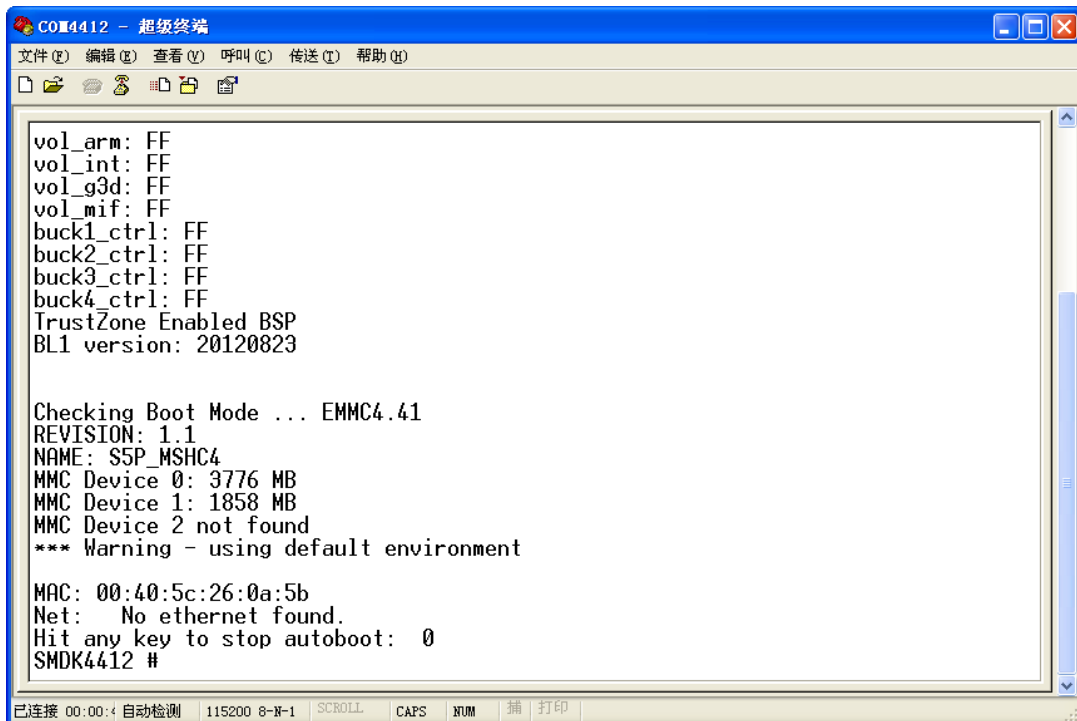 COM4412 - 超级终端
文件(F) 编辑(E) 查看(V) 呼叫(C) 传送(T) 帮助(H)
vol_arm: FF
vol_int: FF
vol_g3d: FF
vol_mif: FF
buck1_ctrl: FF
buck2_ctrl: FF
buck3_ctrl: FF
buck4_ctrl: FF
TrustZone Enabled BSP
BL1 version: 20120823
Checking Boot Mode ... EMMC4.41
REVISION: 1.1
NAME: S5P_MSHC4
MMC Device 0: 3776 MB
MMC Device 1: 1858 MB
MMC Device 2 not found
*** Warning - using default environment
MAC: 00:40:5c:26:0a:5b
Net:   No ethernet found.
Hit any key to stop autoboot:  0
SMDK4412 #
已连接 00:00: 自动检测 115200 8-N-1 SCROLL CAPS NUM 捕 打印